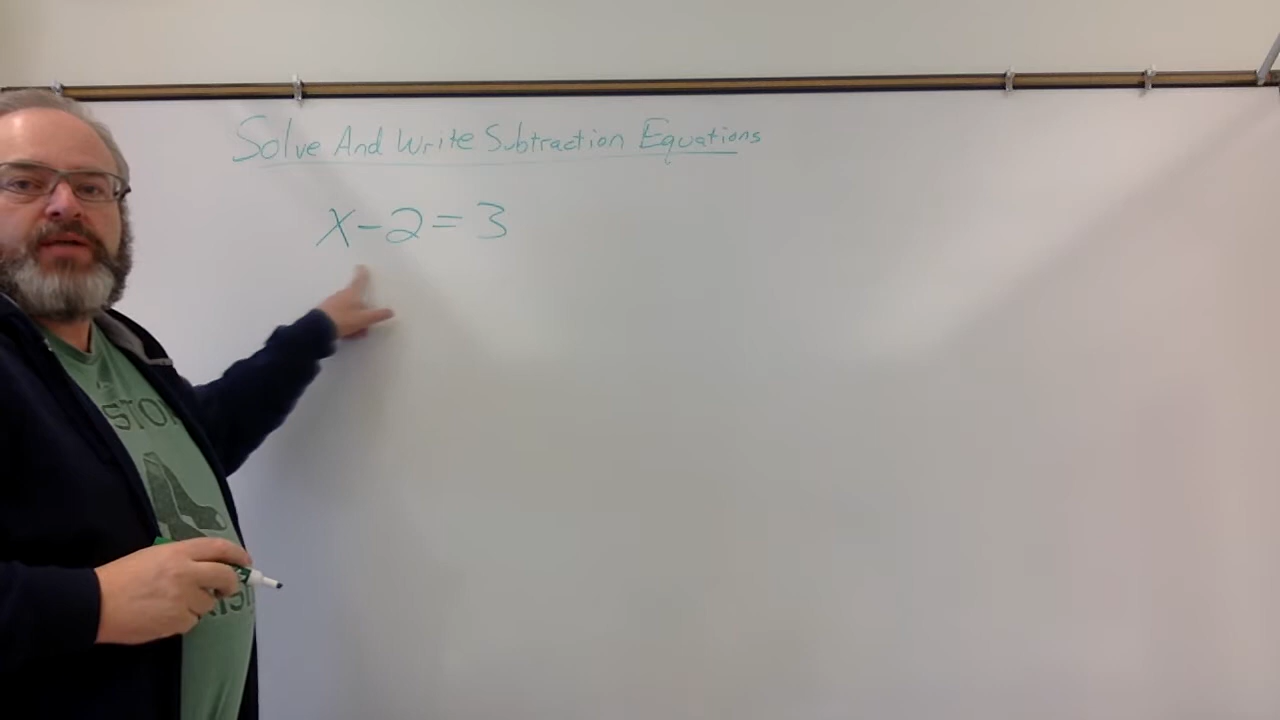 Solve And Write Subtraction Equations
x-2=3